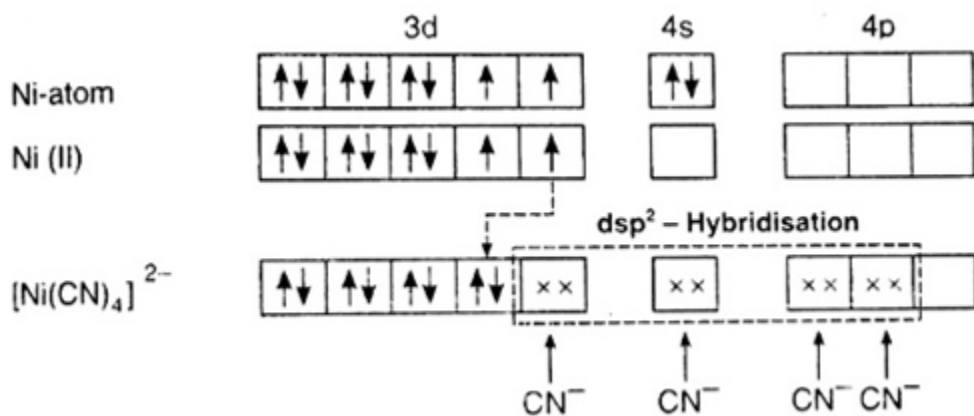 3d 4s 4p
Ni-atom
Ni (II)
dsp² – Hybridisation
[Ni(CN)₄]²⁻ ×× ×× ×× ××
CN⁻ CN⁻ CN⁻ CN⁻